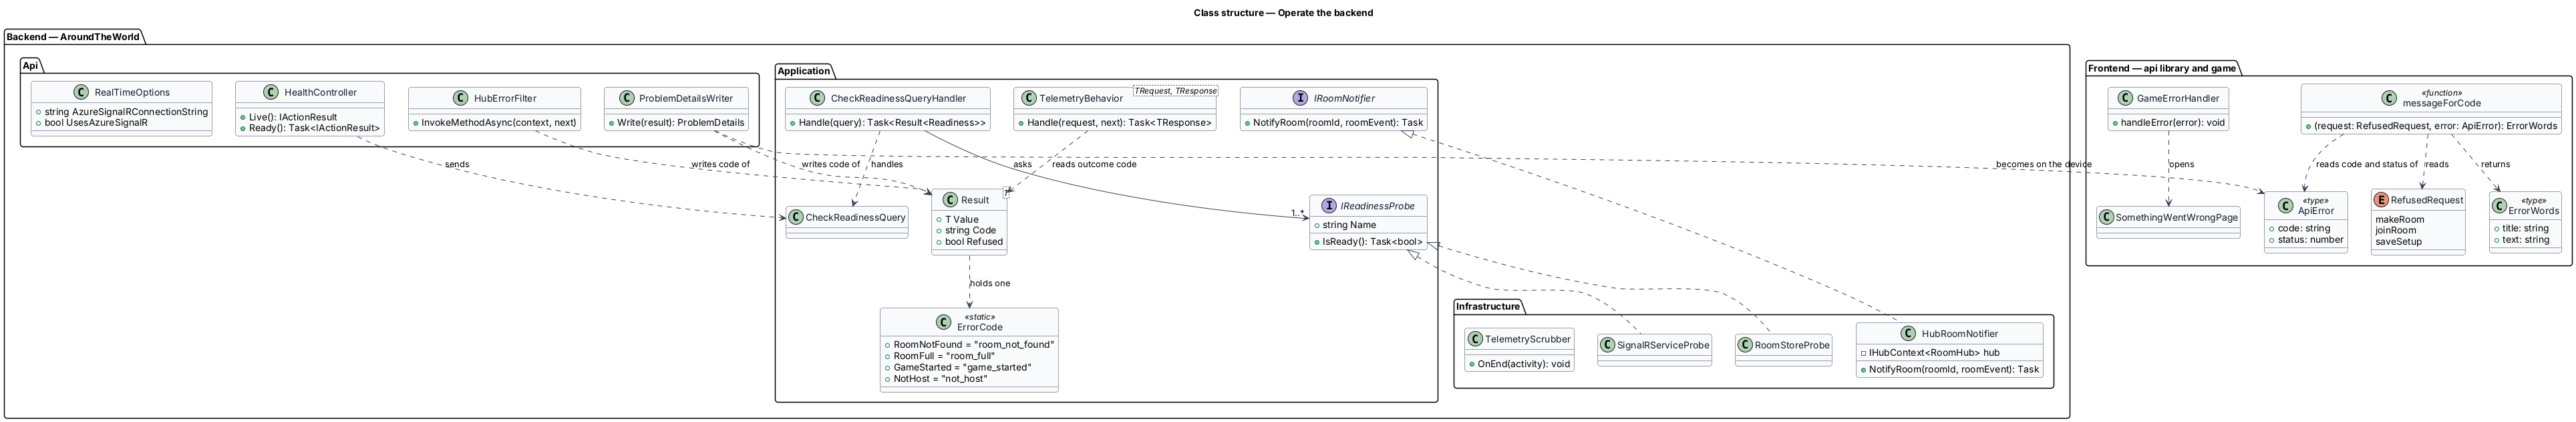 Class structure — Operate the backend
Backend — AroundTheWorld
Api
C RealTimeOptions
string AzureSignalRConnectionString
bool UsesAzureSignalR
C HealthController
Live(): IActionResult
Ready(): Task<IActionResult>
C HubErrorFilter
InvokeMethodAsync(context, next)
C ProblemDetailsWriter
Write(result): ProblemDetails
Application
C CheckReadinessQueryHandler
Handle(query): Task<Result<Readiness>>
C TelemetryBehavior
TRequest, TResponse
Handle(request, next): Task<TResponse>
I IRoomNotifier
NotifyRoom(roomId, roomEvent): Task
sends
writes code of
writes code of
handles
asks
reads outcome code
becomes on the device
C CheckReadinessQuery
C Result
T
T Value
string Code
bool Refused
1..*
I IReadinessProbe
string Name
IsReady(): Task<bool>
holds one
C «static»
ErrorCode
RoomNotFound = "room_not_found"
RoomFull = "room_full"
GameStarted = "game_started"
NotHost = "not_host"
Infrastructure
C TelemetryScrubber
OnEnd(activity): void
C SignalRServiceProbe
C RoomStoreProbe
C HubRoomNotifier
IHubContext<RoomHub> hub
NotifyRoom(roomId, roomEvent): Task
Frontend — api library and game
C GameErrorHandler
handleError(error): void
C «function»
messageForCode
(request: RefusedRequest, error: ApiError): ErrorWords
opens
reads code and status of
reads
returns
C SomethingWentWrongPage
C «type»
ApiError
code: string
status: number
E RefusedRequest
makeRoom
joinRoom
saveSetup
C «type»
ErrorWords
title: string
text: string